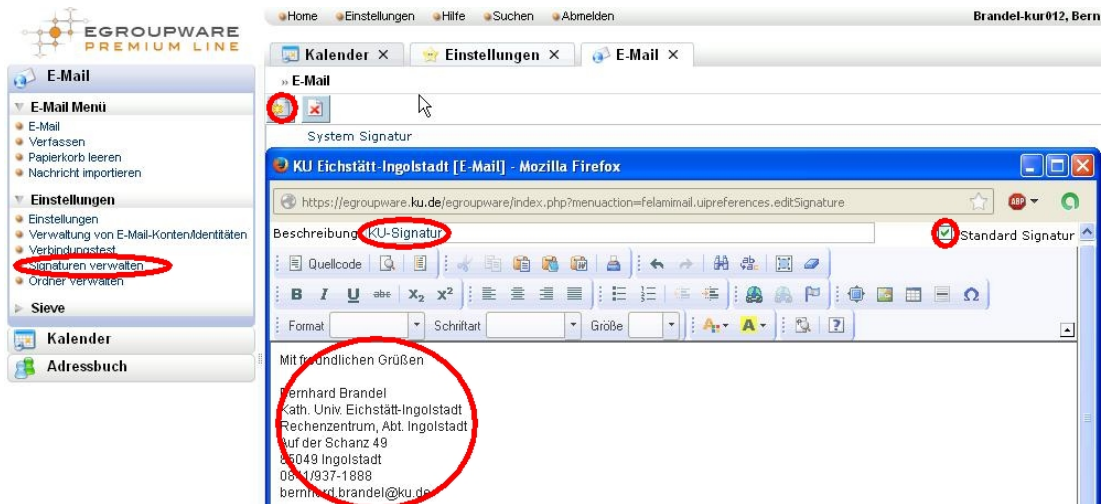 EGROUPWARE
PREMIUM LINE
Home Einstellungen Hilfe Suchen Abmelden
Brandel-kur012, Bern
E-Mail
E-Mail Menü
E-Mail
Verfassen
Papierkorb leeren
Nachricht importieren
Einstellungen
Einstellungen
Verwaltung von E-Mail-Konten/Identitäten
Verbindungstest
Signaturen verwalten
Ordner verwalten
Sieve
Kalender
Adressbuch
Kalender X Einstellungen X E-Mail X
» E-Mail
System Signatur
KU Eichstätt-Ingolstadt [E-Mail] - Mozilla Firefox
https://egroupware.ku.de/egroupware/index.php?menuaction=felamimail.uipreferences.editSignature
ABP
Beschreibung KU-Signatur
Standard Signatur
Quellcode
B I U abc X₂ X²
Ω
Format Schriftart Größe A A ?
Mit freundlichen Grüßen
Bernhard Brandel
Kath. Univ. Eichstätt-Ingolstadt
Rechenzentrum, Abt. Ingolstadt
Auf der Schanz 49
85049 Ingolstadt
0841/937-1888
bernhard.brandel@ku.de